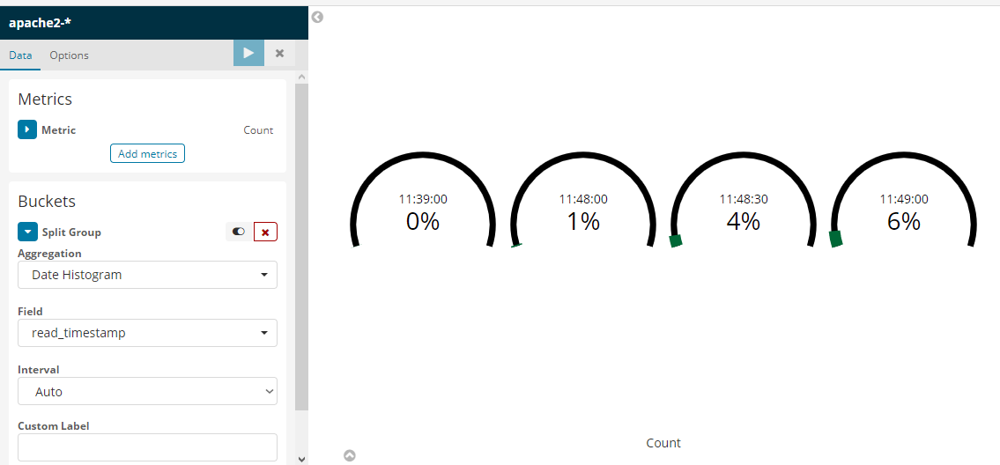 apache2-*
Data Options
Metrics
Metric Count
Add metrics
Buckets
Split Group
Aggregation
Date Histogram
Field
read_timestamp
Interval
Auto
Custom Label
11:39:00
0%
11:48:00
1%
11:48:30
4%
11:49:00
6%
Count